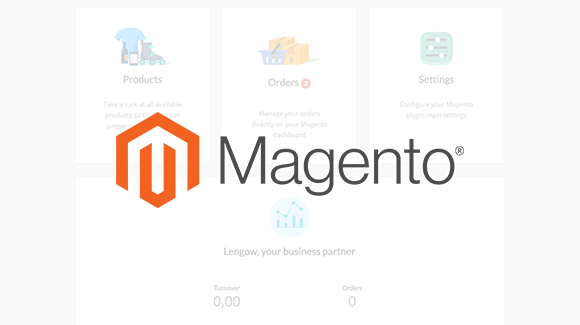 Products
Orders 3
Settings
Take a look at all available
products
prepa
Manage your orders
directly on your Magento
dashboard
Configure your Magento
plugin main settings
Magento®
Lengow, your business partner
Turnover
0,00
Orders
0